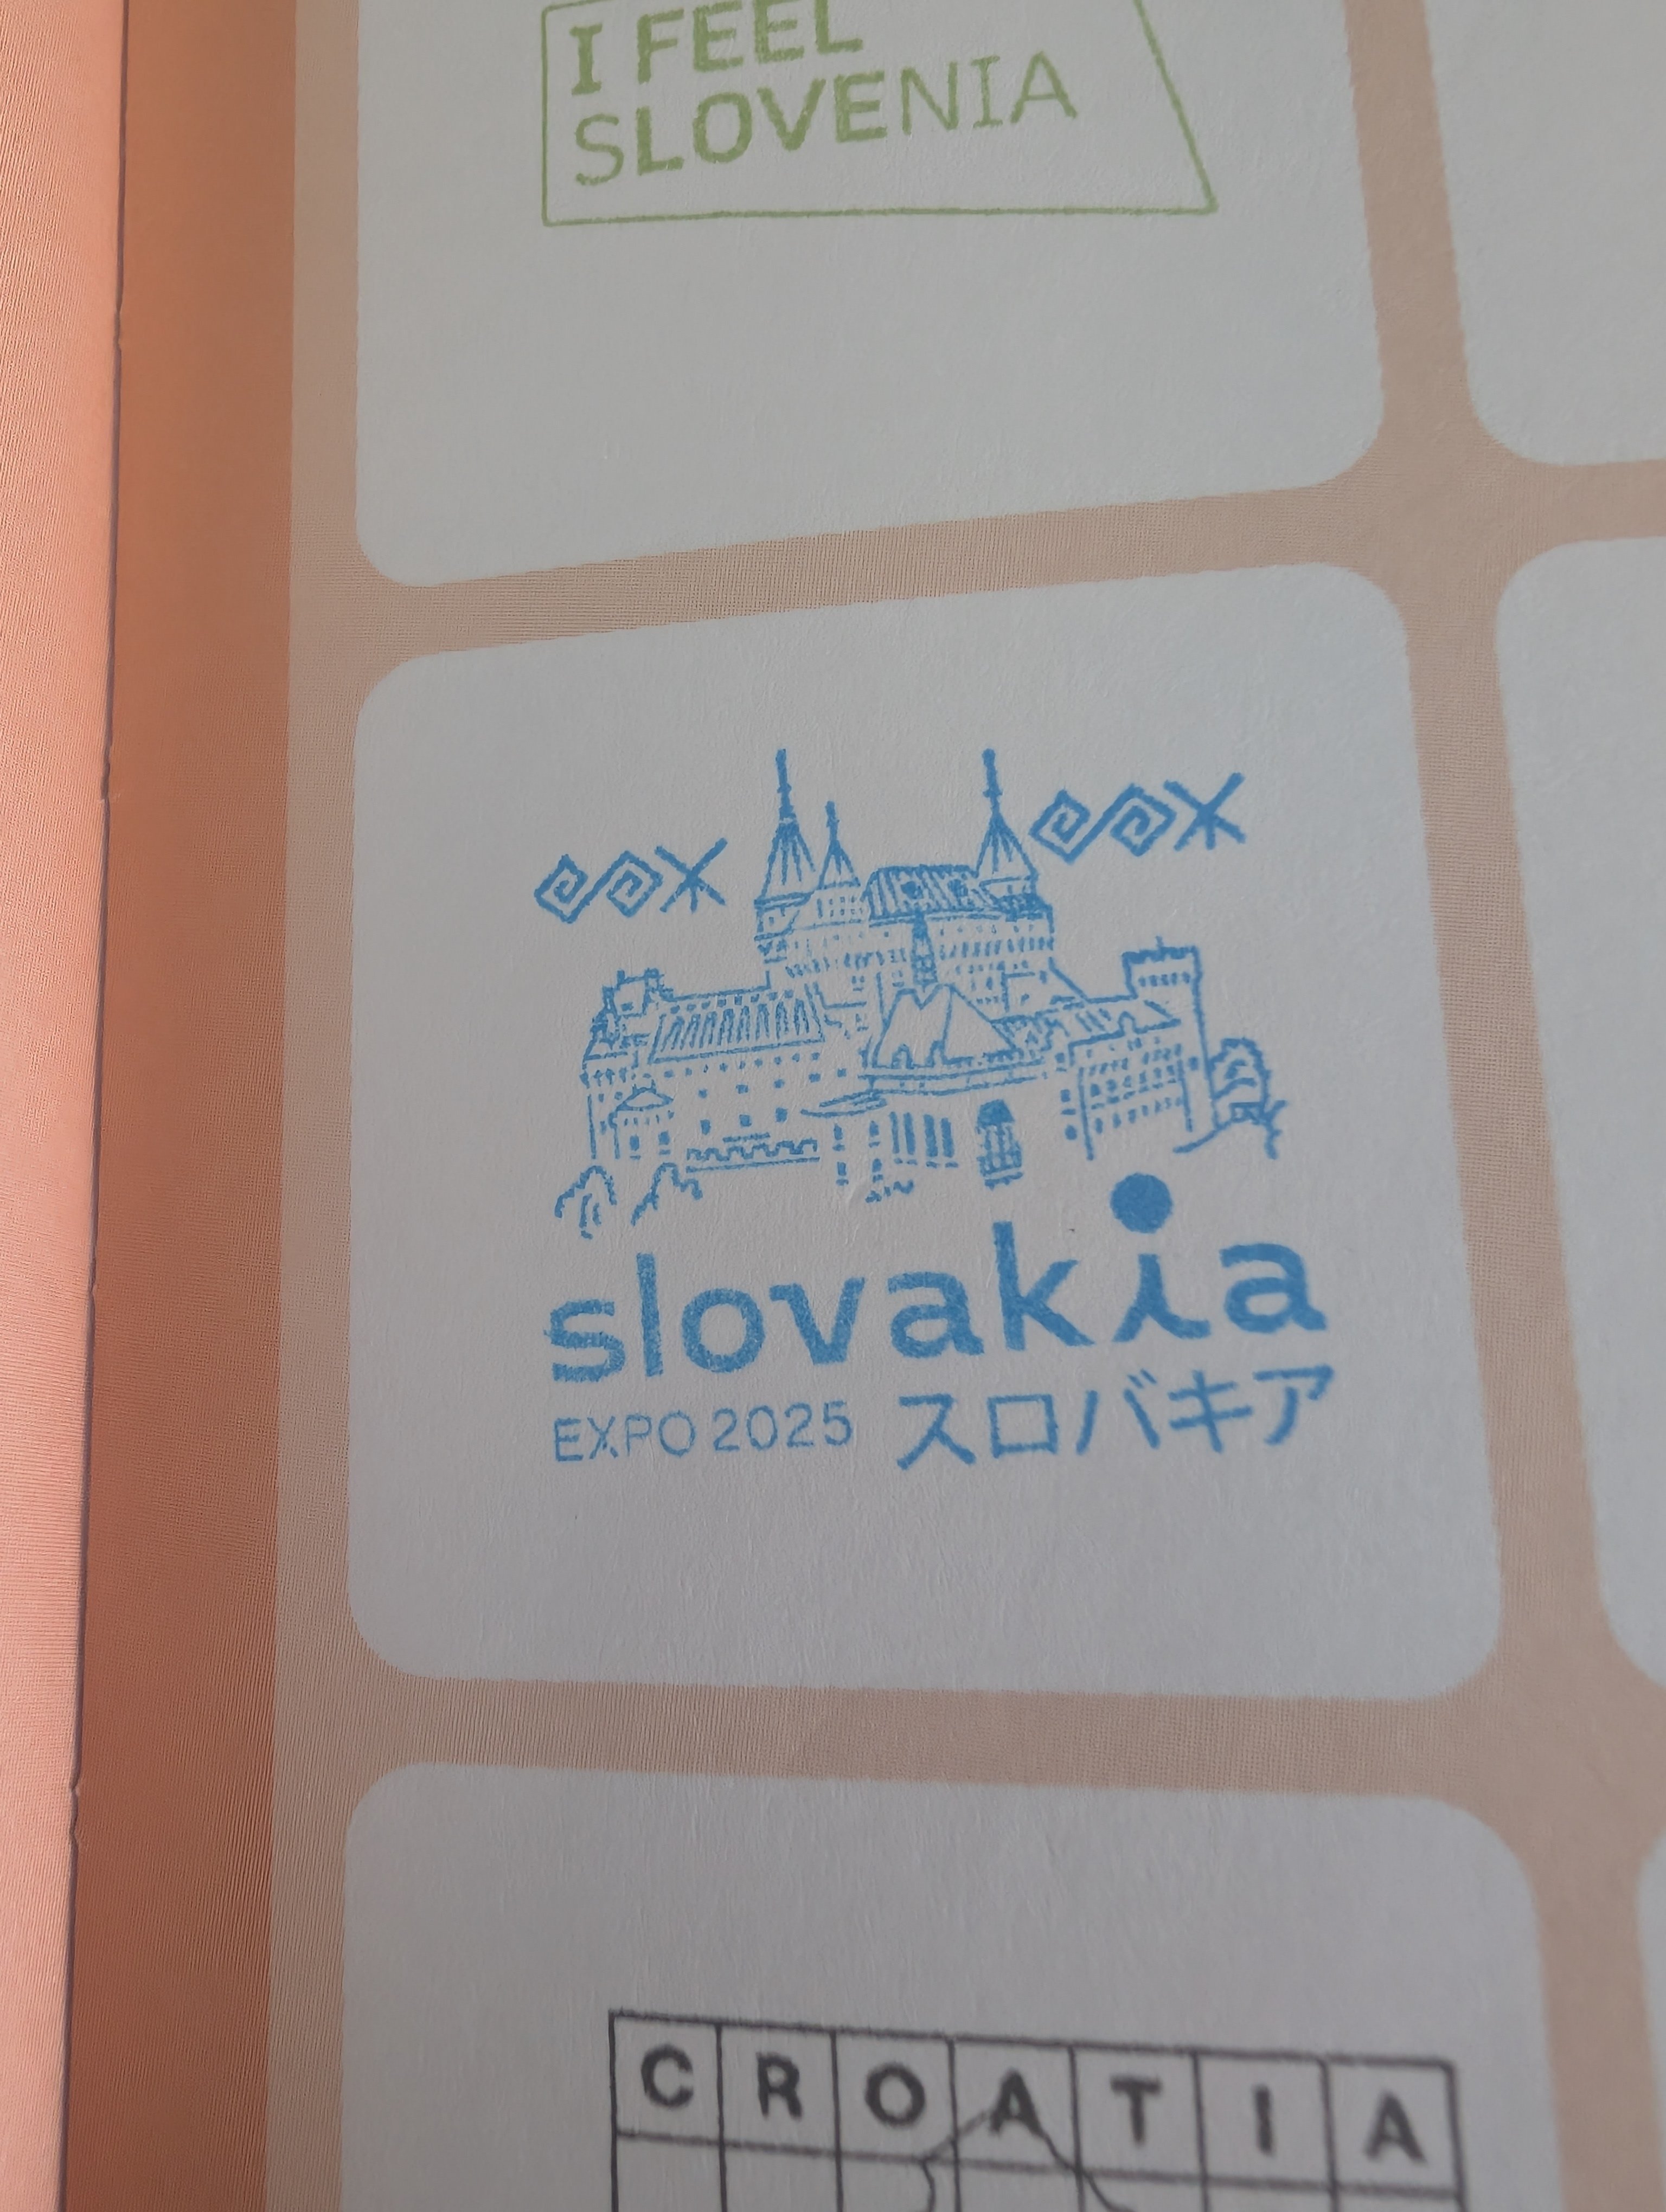 I FEEL
SLOVENIA
slovakia
EXPO 2025 スロバキア
CROATIA